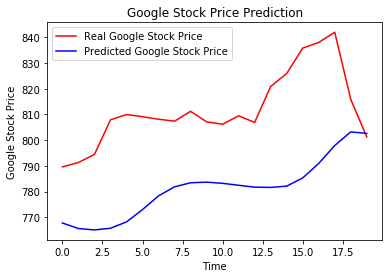 Google Stock Price Prediction
Real Google Stock Price
Predicted Google Stock Price
840
830
820
810
800
790
780
770
Google Stock Price
0.0 2.5 5.0 7.5 10.0 12.5 15.0 17.5
Time